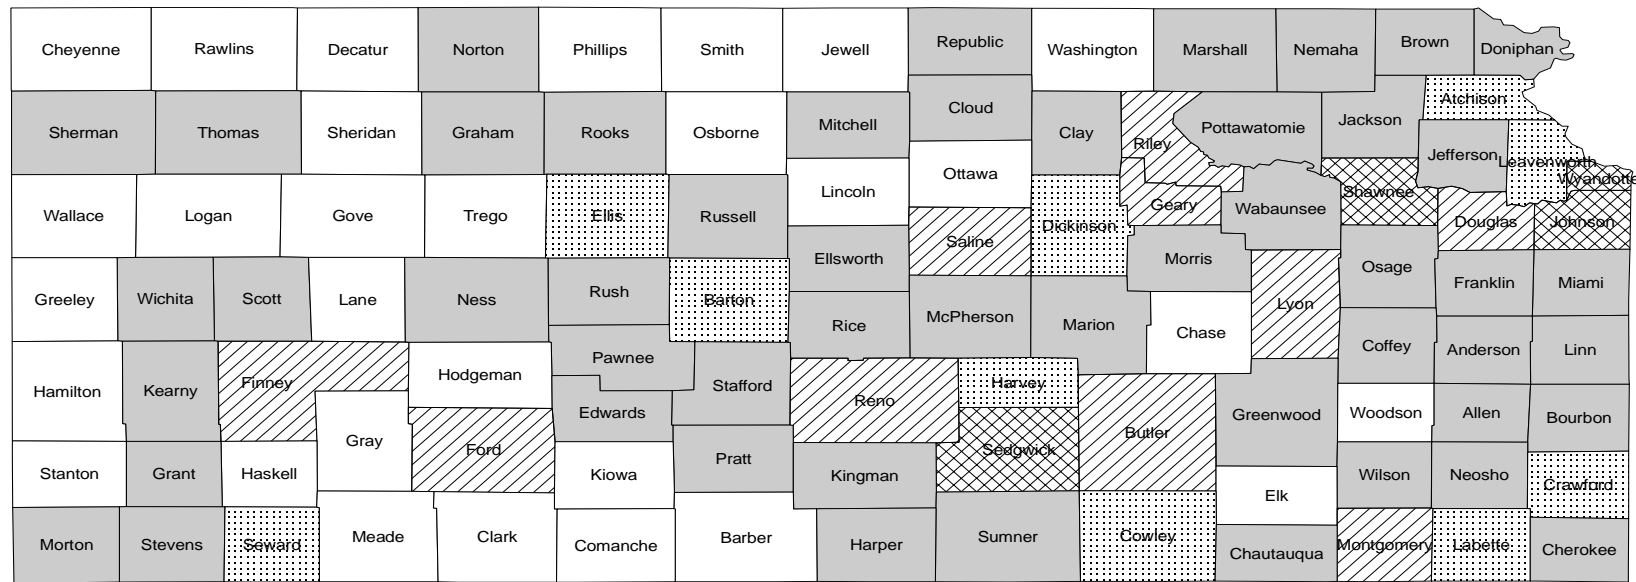 Cheyenne Rawlins Decatur Norton Phillips Smith Jewell Republic Washington Marshall Nemaha Brown Doniphan
Sherman Thomas Sheridan Graham Rooks Osborne Mitchell Cloud Clay Riley Pottawatomie Jackson Atchison
Jefferson Leavenworth
Lincoln Ottawa Shawnee Wyandotte
Wallace Logan Gove Trego Ellis Russell Saline Dickinson Geary Wabaunsee Douglas Johnson
Ellsworth Morris Osage
Greeley Wichita Scott Lane Ness Rush Barton Rice McPherson Marion Chase Lyon Franklin Miami
Hamilton Kearny Finney Hodgeman Pawnee Stafford Reno Harvey Coffey Anderson Linn
Gray Ford Edwards Sedgwick Butler Greenwood Woodson Allen Bourbon
Stanton Grant Haskell Kiowa Pratt Kingman Elk Wilson Neosho Crawford
Morton Stevens Seward Meade Clark Comanche Barber Harper Sumner Cowley Chautauqua Montgomery Labette Cherokee